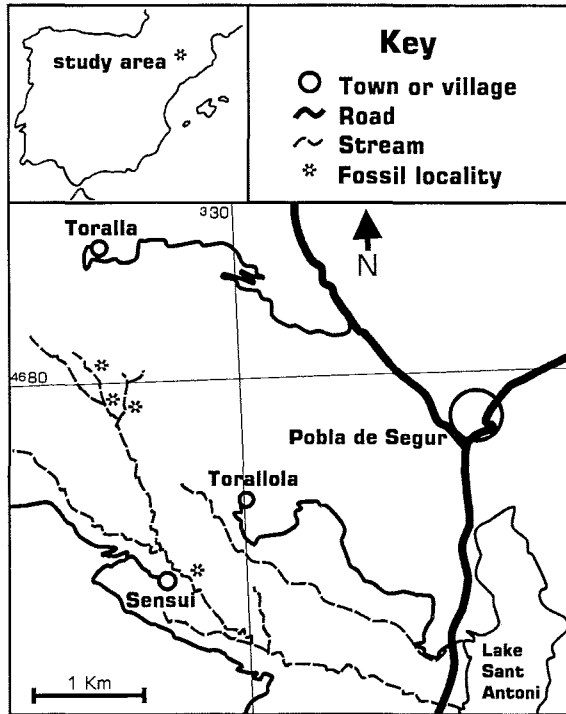 study area
Key
Town or village
Road
Stream
Fossil locality
330
Toralla
N
4680
Pobla de Segur
Torallola
Sensui
Lake
Sant
Antoni
1 Km